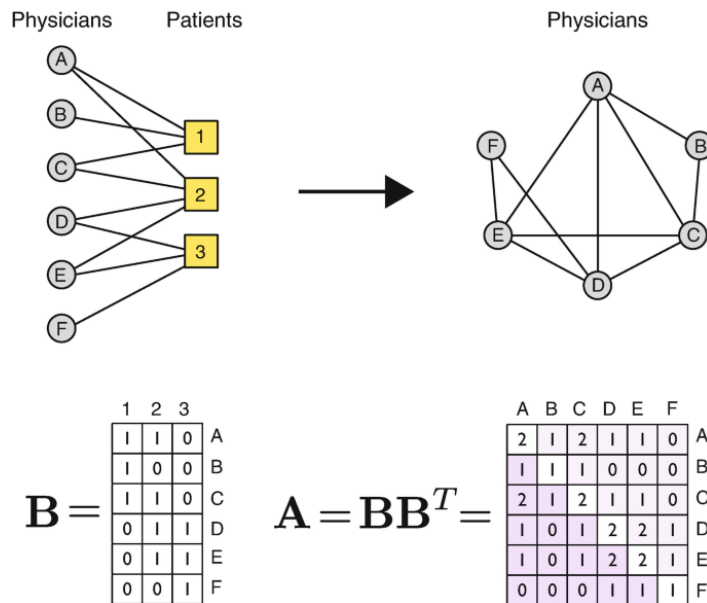 Physicians Patients Physicians
A
B
C
D
E
F
1
2
3
A
F
B
E
C
D
1 2 3
1 1 0 A
1 0 0 B
1 1 0 C
0 1 1 D
0 1 1 E
0 0 1 F
B =
A = BB^T =
A B C D E F
2 1 2 1 1 0 A
1 1 1 0 0 0 B
2 1 2 1 1 0 C
1 0 1 2 2 1 D
1 0 1 2 2 1 E
0 0 0 1 1 1 F